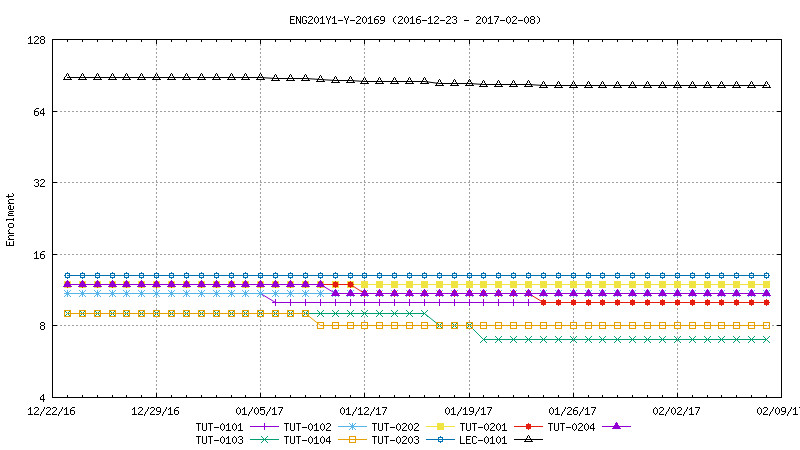 ENG201Y1-Y-20169 (2016-12-23 - 2017-02-08)
128
64
32
16
8
4
Enrolment
12/22/16 12/29/16 01/05/17 01/12/17 01/19/17 01/26/17 02/02/17 02/09/17
TUT-0101 TUT-0102 TUT-0202 TUT-0201 TUT-0204
TUT-0103 TUT-0104 TUT-0203 LEC-0101